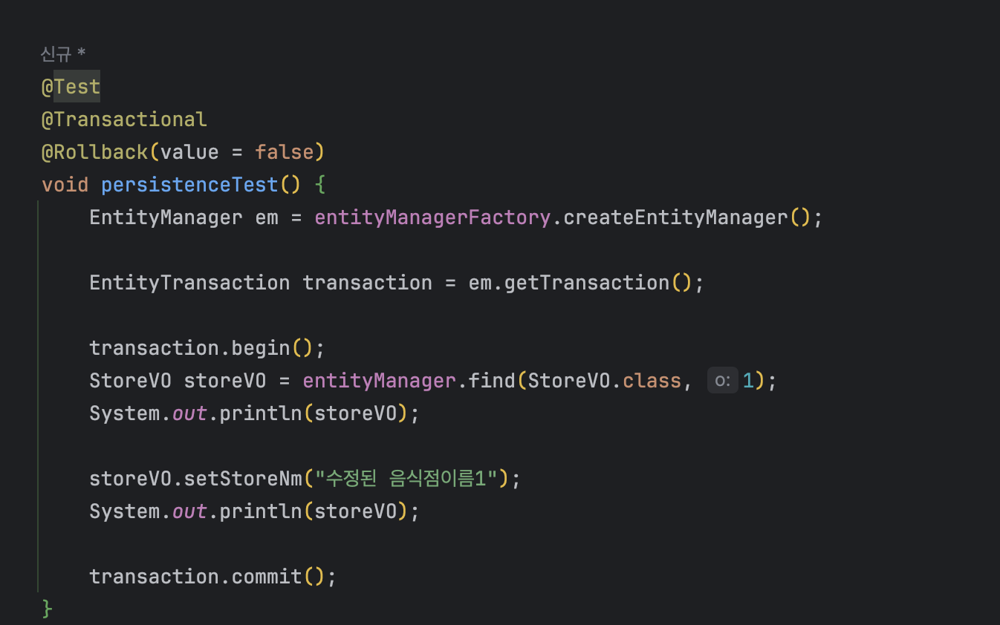 신규 *
@Test
@Transactional
@Rollback(value = false)
void persistenceTest() {
    EntityManager em = entityManagerFactory.createEntityManager();
    EntityTransaction transaction = em.getTransaction();
    transaction.begin();
    StoreVO storeVO = entityManager.find(StoreVO.class, o: 1);
    System.out.println(storeVO);
    storeVO.setStoreNm("수정된 음식점이름1");
    System.out.println(storeVO);
    transaction.commit();
}